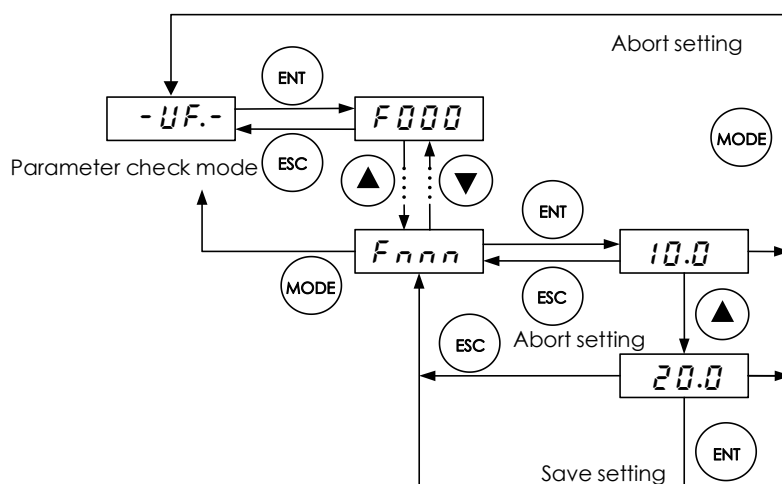 Abort setting
ENT
-UF.-
F000
MODE
ESC
Parameter check mode
ENT
Fnnn
10.0
MODE
ESC
Abort setting
ESC
20.0
ENT
Save setting